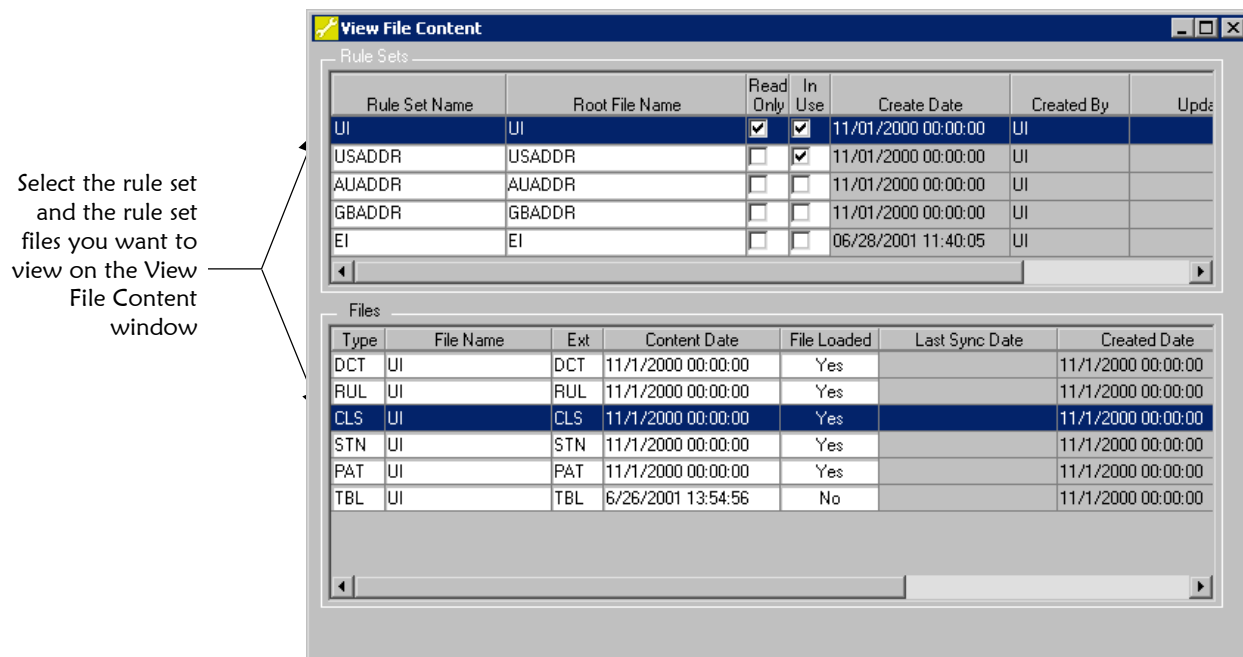 View File Content
Rule Sets
Rule Set Name Root File Name Read Only In Use Create Date Created By Upda
UI UI 11/01/2000 00:00:00 UI
USADDR USADDR 11/01/2000 00:00:00 UI
AUADDR AUADDR 11/01/2000 00:00:00 UI
GBADDR GBADDR 11/01/2000 00:00:00 UI
EI EI 06/28/2001 11:40:05 UI
Select the rule set
and the rule set
files you want to
view on the View
File Content
window
Files
Type File Name Ext Content Date File Loaded Last Sync Date Created Date
DCT UI DCT 11/1/2000 00:00:00 Yes 11/1/2000 00:00:00
RUL UI RUL 11/1/2000 00:00:00 Yes 11/1/2000 00:00:00
CLS UI CLS 11/1/2000 00:00:00 Yes 11/1/2000 00:00:00
STN UI STN 11/1/2000 00:00:00 Yes 11/1/2000 00:00:00
PAT UI PAT 11/1/2000 00:00:00 Yes 11/1/2000 00:00:00
TBL UI TBL 6/26/2001 13:54:56 No 11/1/2000 00:00:00